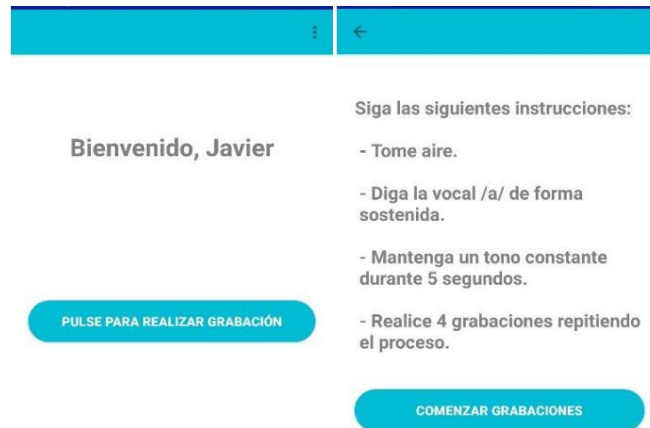 Bienvenido, Javier
PULSE PARA REALIZAR GRABACIÓN
Siga las siguientes instrucciones:
- Tome aire.
- Diga la vocal /a/ de forma
sostenida.
- Mantenga un tono constante
durante 5 segundos.
- Realice 4 grabaciones repitiendo
el proceso.
COMENZAR GRABACIONES